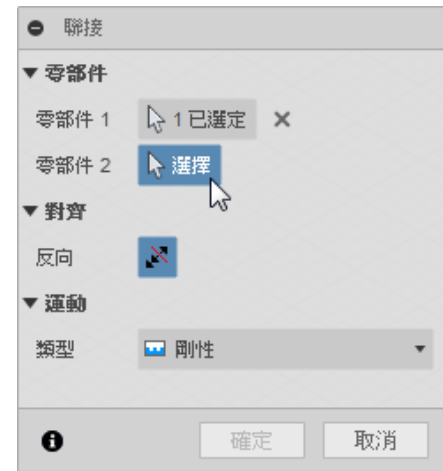 聯接
零部件
零部件 1 1 已選定
零部件 2 選擇
對齊
反向
運動
類型 剛性
確定 取消